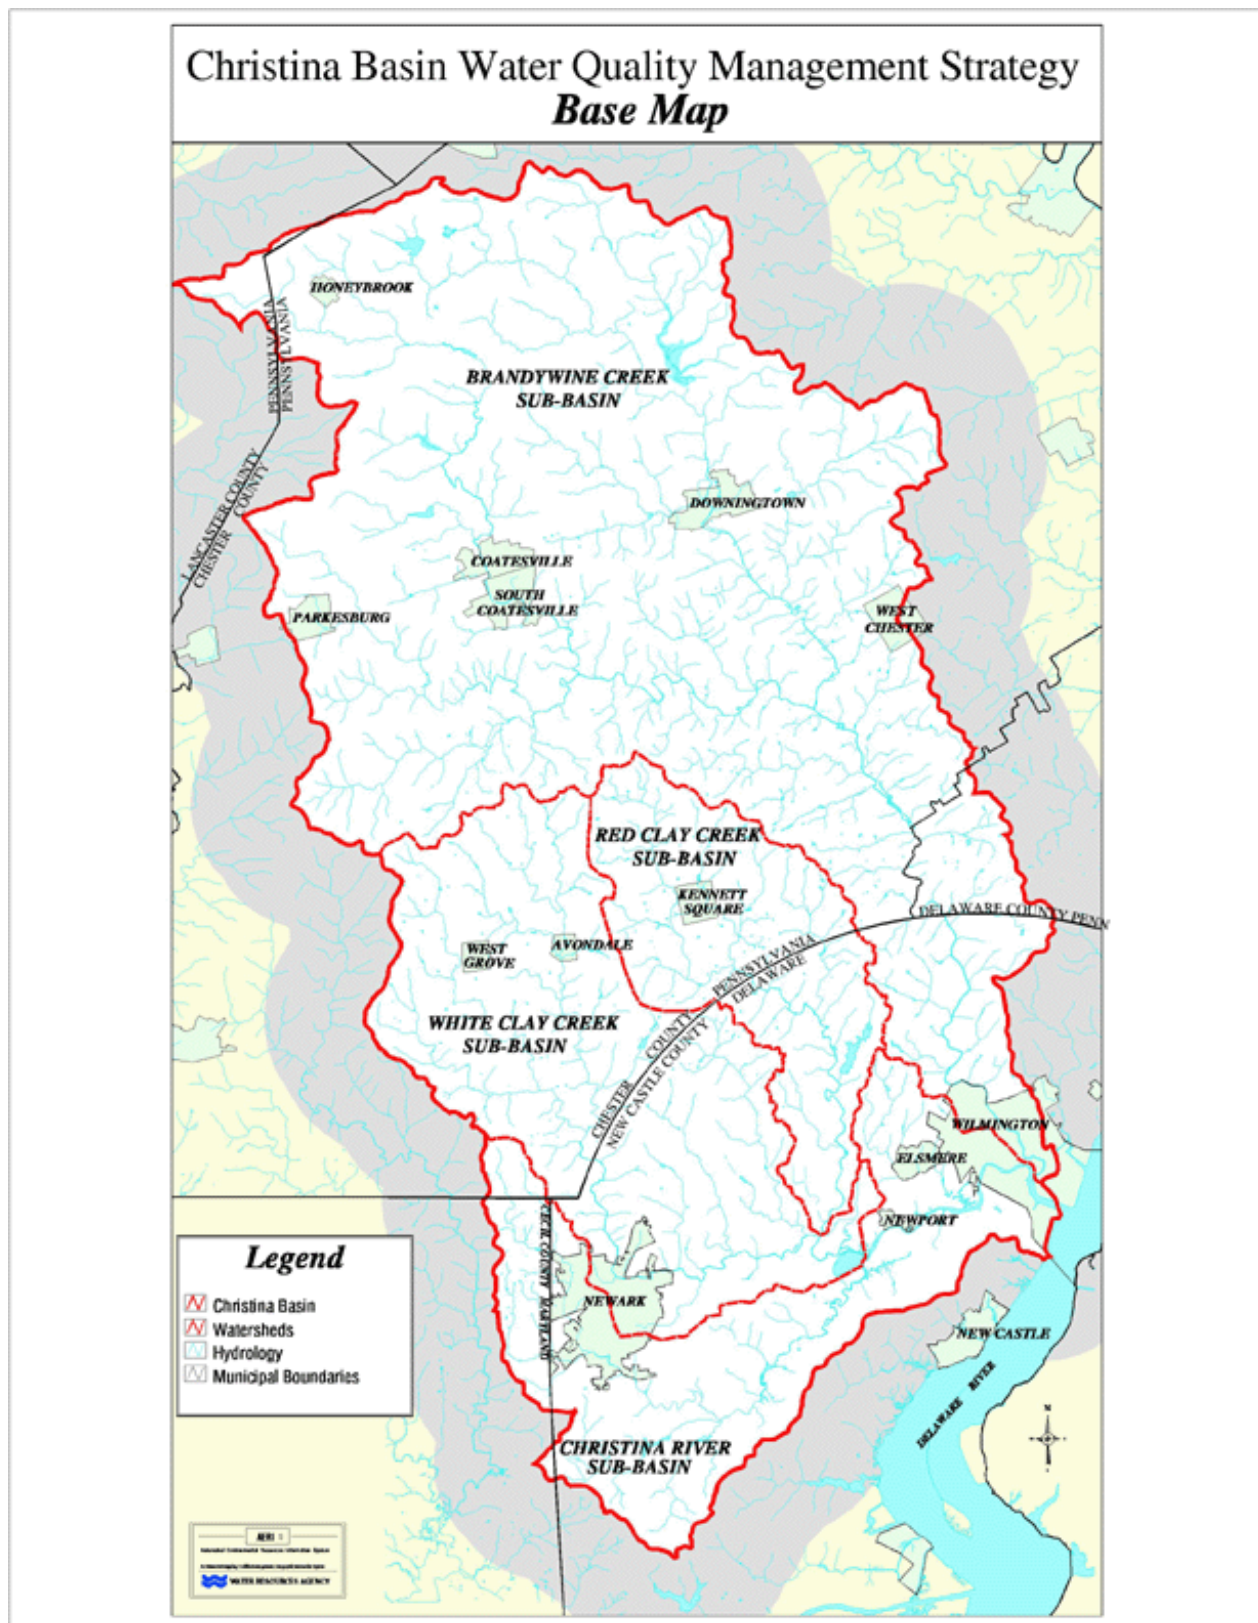 Christina Basin Water Quality Management Strategy
Base Map
HONEYBROOK
PENNSYLVANIA
PENNSYLVANIA
BRANDYWINE CREEK
SUB-BASIN
LANCASTER COUNTY
CHESTER COUNTY
DOWNINGTOWN
COATESVILLE
SOUTH
COATESVILLE
PARKESBURG
WEST
CHESTER
RED CLAY CREEK
SUB-BASIN
KENNETT
SQUARE
DELAWARE COUNTY PENN
WEST
GROVE
AVONDALE
PENNSYLVANIA
DELAWARE
WHITE CLAY CREEK
SUB-BASIN
CHESTER COUNTY
NEW CASTLE COUNTY
WILMINGTON
ELSMERE
NEWPORT
CECIL COUNTY MARYLAND
NEWARK
NEW CASTLE
DELAWARE RIVER
N
CHRISTINA RIVER
SUB-BASIN
Legend
Christina Basin
Watersheds
Hydrology
Municipal Boundaries
WATER RESOURCES AGENCY